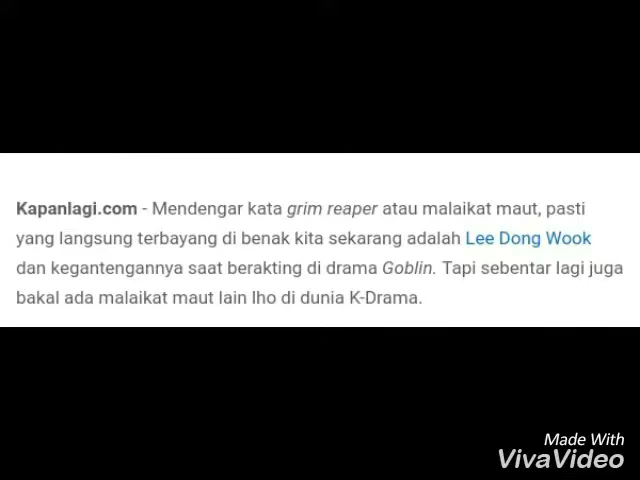 Kapanlagi.com - Mendengar kata grim reaper atau malaikat maut, pasti
yang langsung terbayang di benak kita sekarang adalah Lee Dong Wook
dan kegantengannya saat berakting di drama Goblin. Tapi sebentar lagi juga
bakal ada malaikat maut lain lho di dunia K-Drama.
Made With
VivaVideo